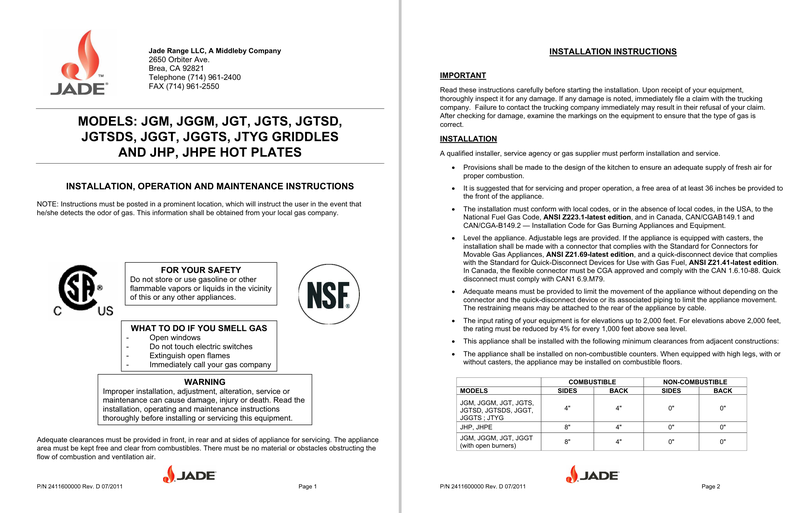 JADE™
Jade Range LLC, A Middleby Company
2650 Orbiter Ave.
Brea, CA 92821
Telephone (714) 961-2400
FAX (714) 961-2550
MODELS: JGM, JGGM, JGT, JGTS, JGTSD,
JGTSDS, JGGT, JGGTS, JTYG GRIDDLES
AND JHP, JHPE HOT PLATES
INSTALLATION, OPERATION AND MAINTENANCE INSTRUCTIONS
NOTE: Instructions must be posted in a prominent location, which will instruct the user in the event that
he/she detects the odor of gas. This information shall be obtained from your local gas company.
SA ®
C US
FOR YOUR SAFETY
Do not store or use gasoline or other
flammable vapors or liquids in the vicinity
of this or any other appliances.
NSF®
WHAT TO DO IF YOU SMELL GAS
- Open windows
- Do not touch electric switches
- Extinguish open flames
- Immediately call your gas company
WARNING
Improper installation, adjustment, alteration, service or
maintenance can cause damage, injury or death. Read the
installation, operating and maintenance instructions
thoroughly before installing or servicing this equipment.
Adequate clearances must be provided in front, in rear and at sides of appliance for servicing. The appliance
area must be kept free and clear from combustibles. There must be no material or obstacles obstructing the
flow of combustion and ventilation air.
JADE
P/N 2411600000 Rev. D 07/2011 Page 1
INSTALLATION INSTRUCTIONS
IMPORTANT
Read these instructions carefully before starting the installation. Upon receipt of your equipment,
thoroughly inspect it for any damage. If any damage is noted, immediately file a claim with the trucking
company. Failure to contact the trucking company immediately may result in their refusal of your claim.
After checking for damage, examine the markings on the equipment to ensure that the type of gas is
correct.
INSTALLATION
A qualified installer, service agency or gas supplier must perform installation and service.
• Provisions shall be made to the design of the kitchen to ensure an adequate supply of fresh air for
proper combustion.
• It is suggested that for servicing and proper operation, a free area of at least 36 inches be provided to
the front of the appliance.
• The installation must conform with local codes, or in the absence of local codes, in the USA, to the
National Fuel Gas Code, ANSI Z223.1-latest edition, and in Canada, CAN/CGAB149.1 and
CAN/CGA-B149.2 — Installation Code for Gas Burning Appliances and Equipment.
• Level the appliance. Adjustable legs are provided. If the appliance is equipped with casters, the
installation shall be made with a connector that complies with the Standard for Connectors for
Movable Gas Appliances, ANSI Z21.69-latest edition, and a quick-disconnect device that complies
with the Standard for Quick-Disconnect Devices for Use with Gas Fuel, ANSI Z21.41-latest edition.
In Canada, the flexible connector must be CGA approved and comply with the CAN 1.6.10-88. Quick
disconnect must comply with CAN1 6.9.M79.
• Adequate means must be provided to limit the movement of the appliance without depending on the
connector and the quick-disconnect device or its associated piping to limit the appliance movement.
The restraining means may be attached to the rear of the appliance by cable.
• The input rating of your equipment is for elevations up to 2,000 feet. For elevations above 2,000 feet,
the rating must be reduced by 4% for every 1,000 feet above sea level.
• This appliance shall be installed with the following minimum clearances from adjacent constructions:
• The appliance shall be installed on non-combustible counters. When equipped with high legs, with or
without casters, the appliance may be installed on combustible floors.
COMBUSTIBLE NON-COMBUSTIBLE
MODELS SIDES BACK SIDES BACK
JGM, JGGM, JGT, JGTS,
JGTSD, JGTSDS, JGGT,
JGGTS ; JTYG 4" 4" 0" 0"
JHP, JHPE 8" 4" 0" 0"
JGM, JGGM, JGT, JGGT
(with open burners) 8" 4" 0" 0"
JADE
P/N 2411600000 Rev. D 07/2011 Page 2